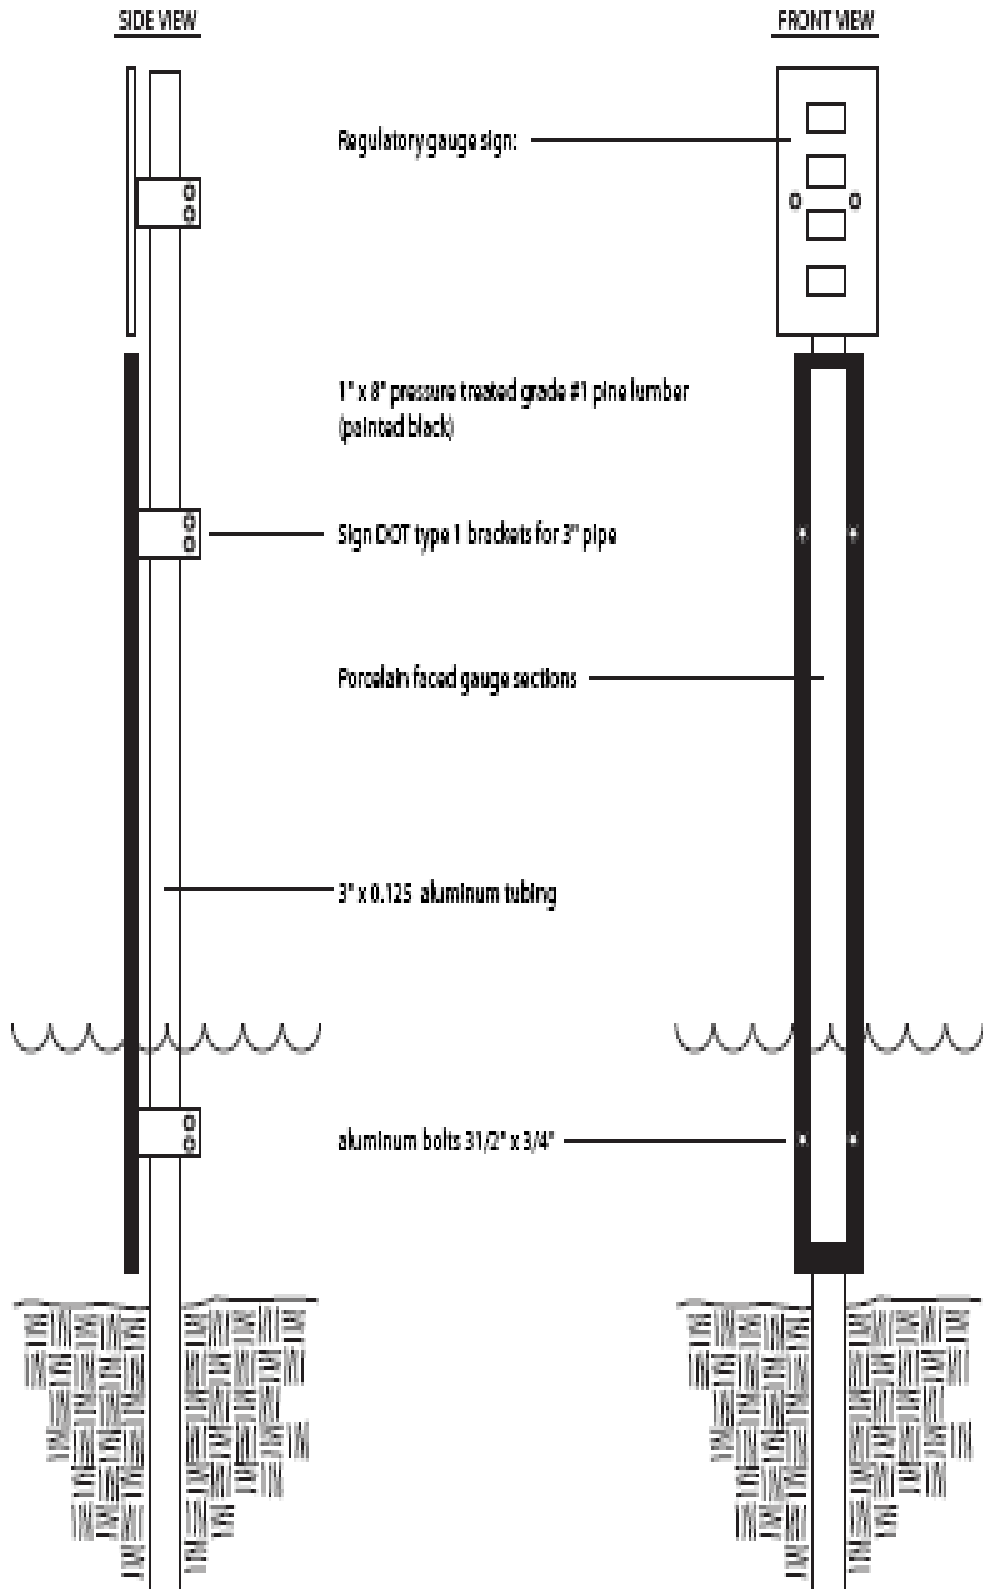 SIDE VIEW
FRONT VIEW
Regulatory gauge sign:
1" x 8" pressure treated grade #1 pine lumber
(painted black)
Sign DOT type 1 brackets for 3" pipe
Porcelain faced gauge sections
3" x 0.125 aluminum tubing
aluminum bolts 31/2" x 3/4"